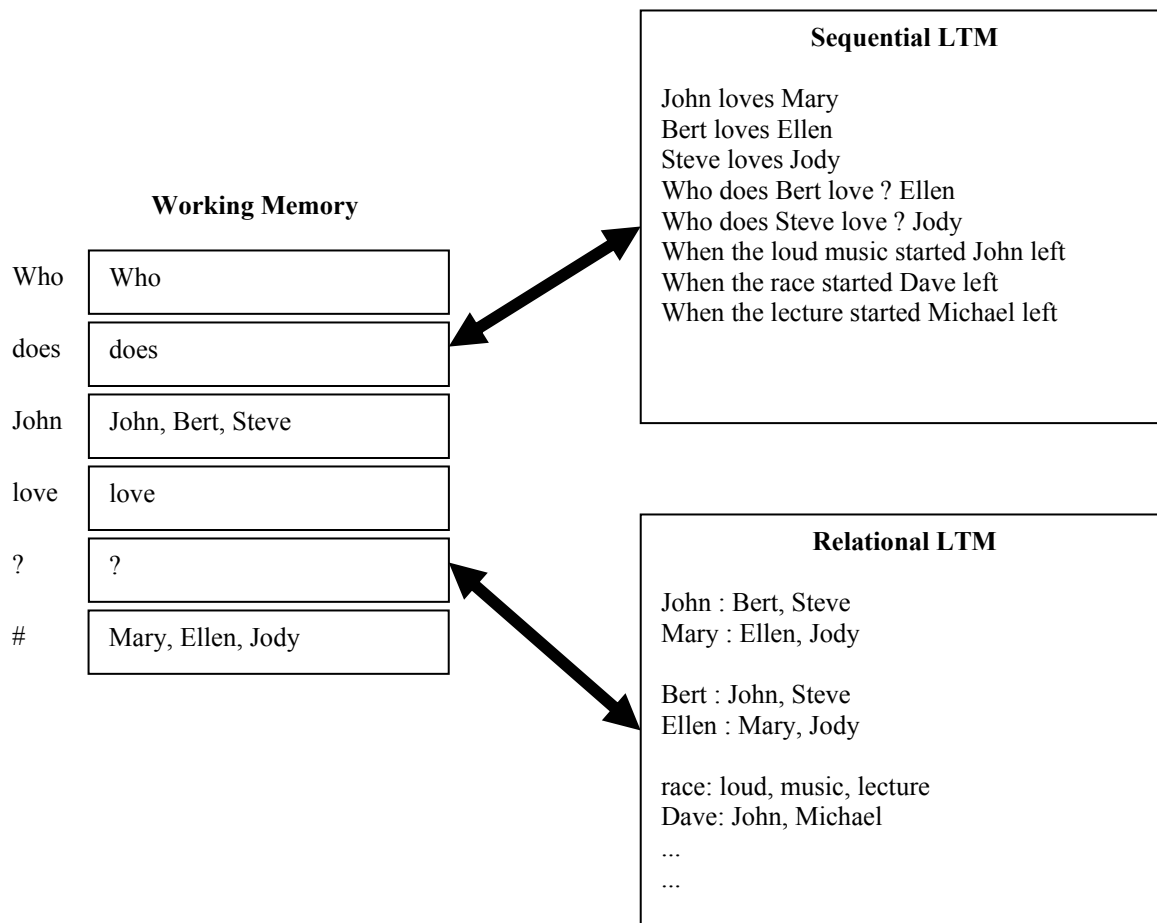 Working Memory
Who Who
does does
John John, Bert, Steve
love love
? ?
# Mary, Ellen, Jody
Sequential LTM
John loves Mary
Bert loves Ellen
Steve loves Jody
Who does Bert love ? Ellen
Who does Steve love ? Jody
When the loud music started John left
When the race started Dave left
When the lecture started Michael left
Relational LTM
John : Bert, Steve
Mary : Ellen, Jody
Bert : John, Steve
Ellen : Mary, Jody
race: loud, music, lecture
Dave: John, Michael
...
...